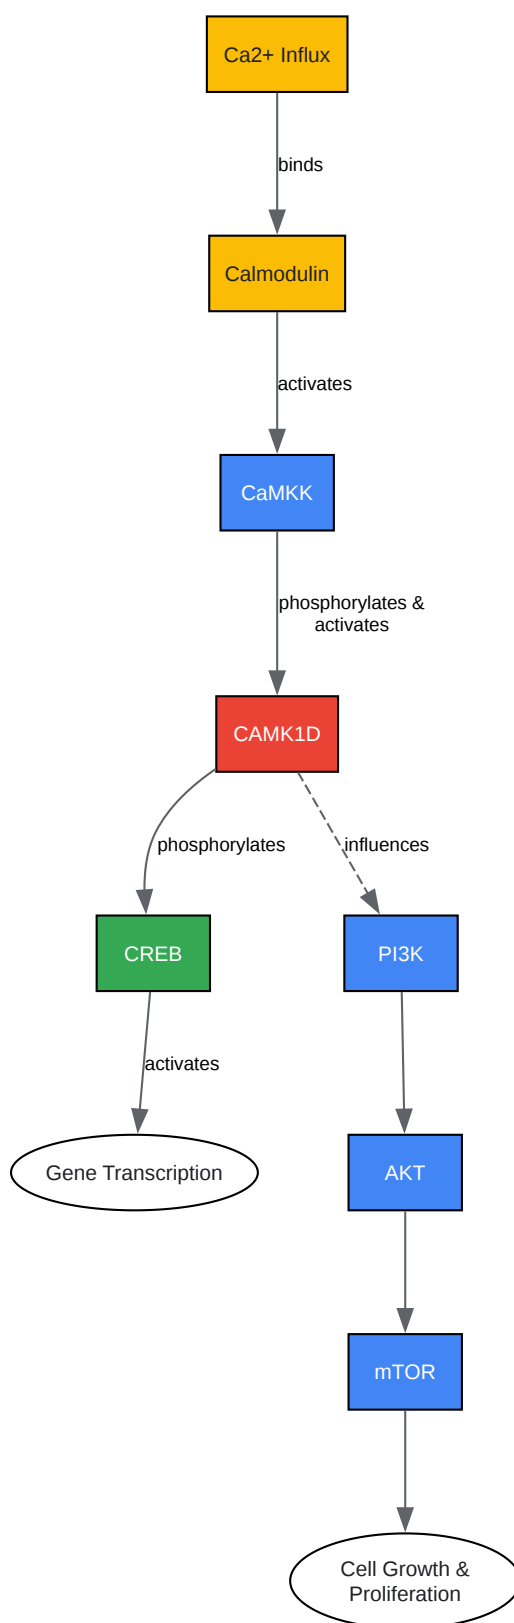 Ca2+ Influx
binds
Calmodulin
activates
CaMKK
phosphorylates &
activates
CAMK1D
phosphorylates
influences
CREB
PI3K
activates
Gene Transcription
AKT
mTOR
Cell Growth &
Proliferation